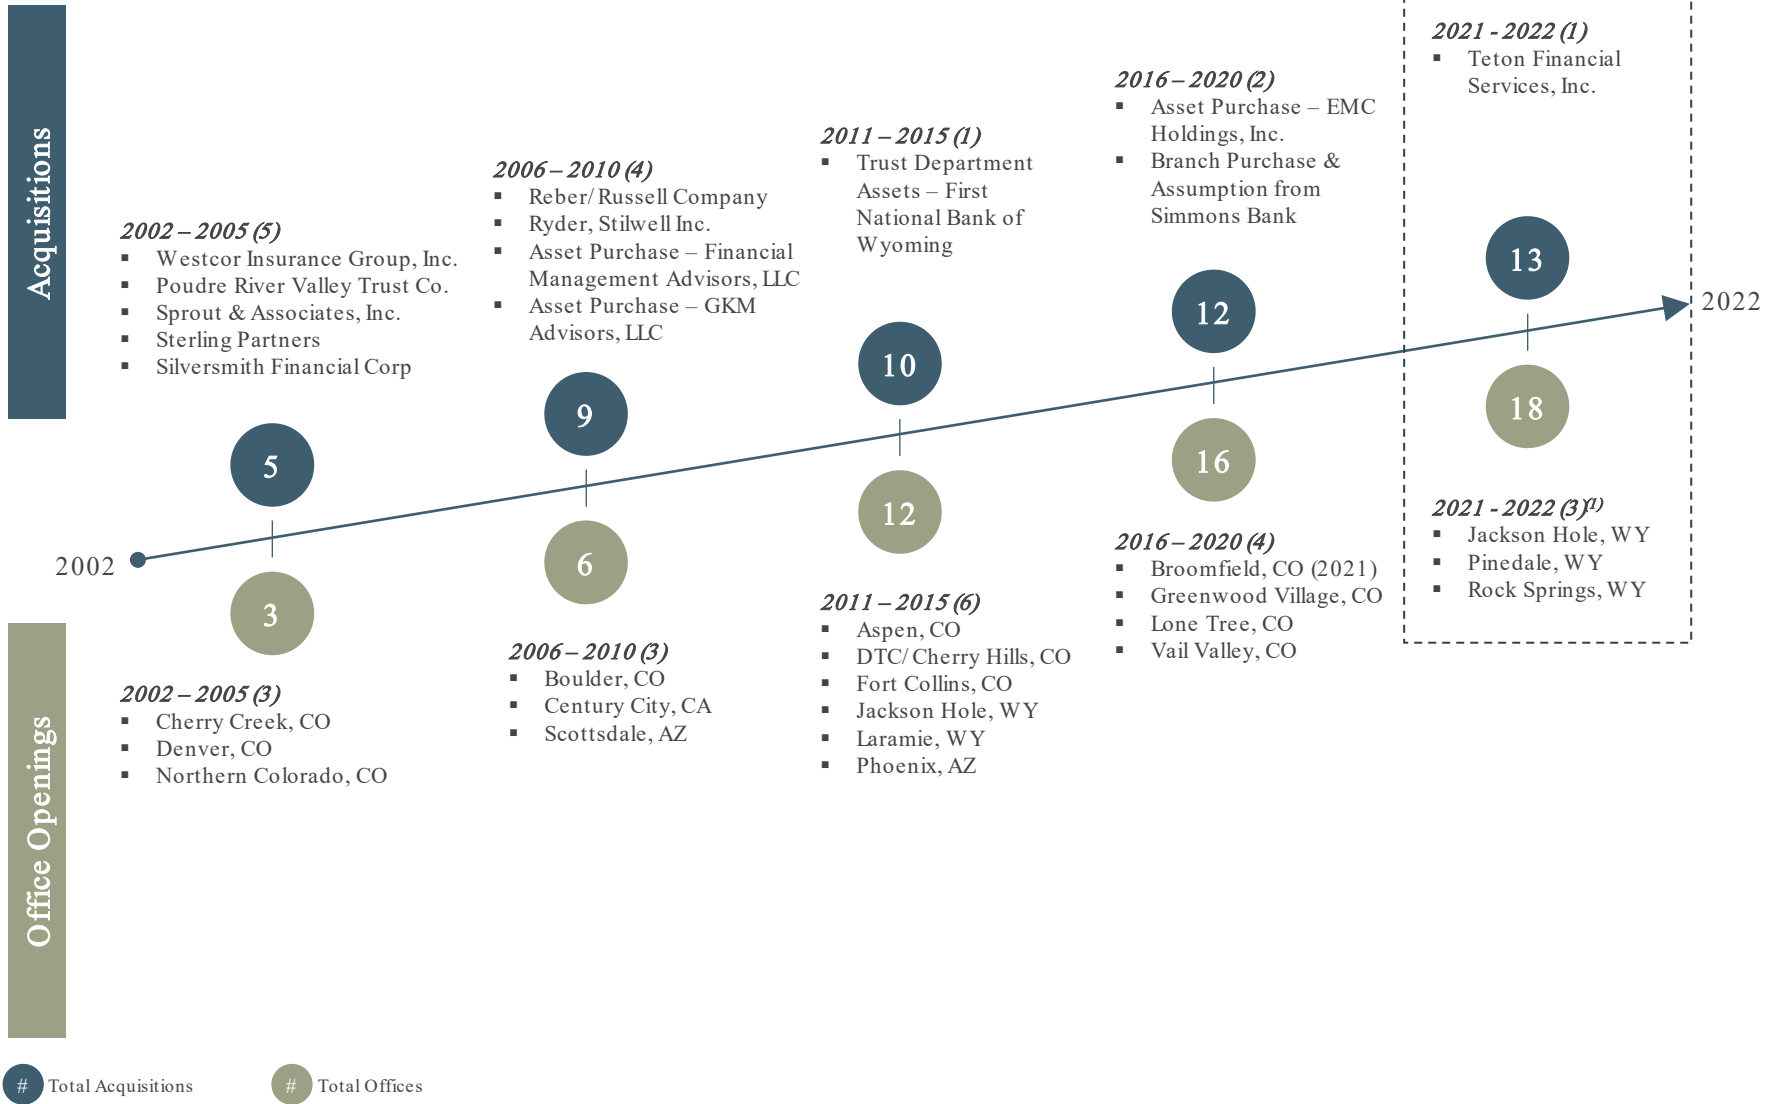 Acquisitions
2002 – 2005 (5)
▪ Westcor Insurance Group, Inc.
▪ Poudre River Valley Trust Co.
▪ Sprout & Associates, Inc.
▪ Sterling Partners
▪ Silversmith Financial Corp
2006 – 2010 (4)
▪ Reber/Russell Company
▪ Ryder, Stilwell Inc.
▪ Asset Purchase – Financial
Management Advisors, LLC
▪ Asset Purchase – GKM
Advisors, LLC
2011 – 2015 (1)
▪ Trust Department
Assets – First
National Bank of
Wyoming
2016 – 2020 (2)
▪ Asset Purchase – EMC
Holdings, Inc.
▪ Branch Purchase &
Assumption from
Simmons Bank
2021 - 2022 (1)
▪ Teton Financial
Services, Inc.
2002
5
9
10
12
13
2022
3
6
12
16
18
Office Openings
2002 – 2005 (3)
▪ Cherry Creek, CO
▪ Denver, CO
▪ Northern Colorado, CO
2006 – 2010 (3)
▪ Boulder, CO
▪ Century City, CA
▪ Scottsdale, AZ
2011 – 2015 (6)
▪ Aspen, CO
▪ DTC/Cherry Hills, CO
▪ Fort Collins, CO
▪ Jackson Hole, WY
▪ Laramie, WY
▪ Phoenix, AZ
2016 – 2020 (4)
▪ Broomfield, CO (2021)
▪ Greenwood Village, CO
▪ Lone Tree, CO
▪ Vail Valley, CO
2021 - 2022 (3)(1)
▪ Jackson Hole, WY
▪ Pinedale, WY
▪ Rock Springs, WY
# Total Acquisitions
# Total Offices